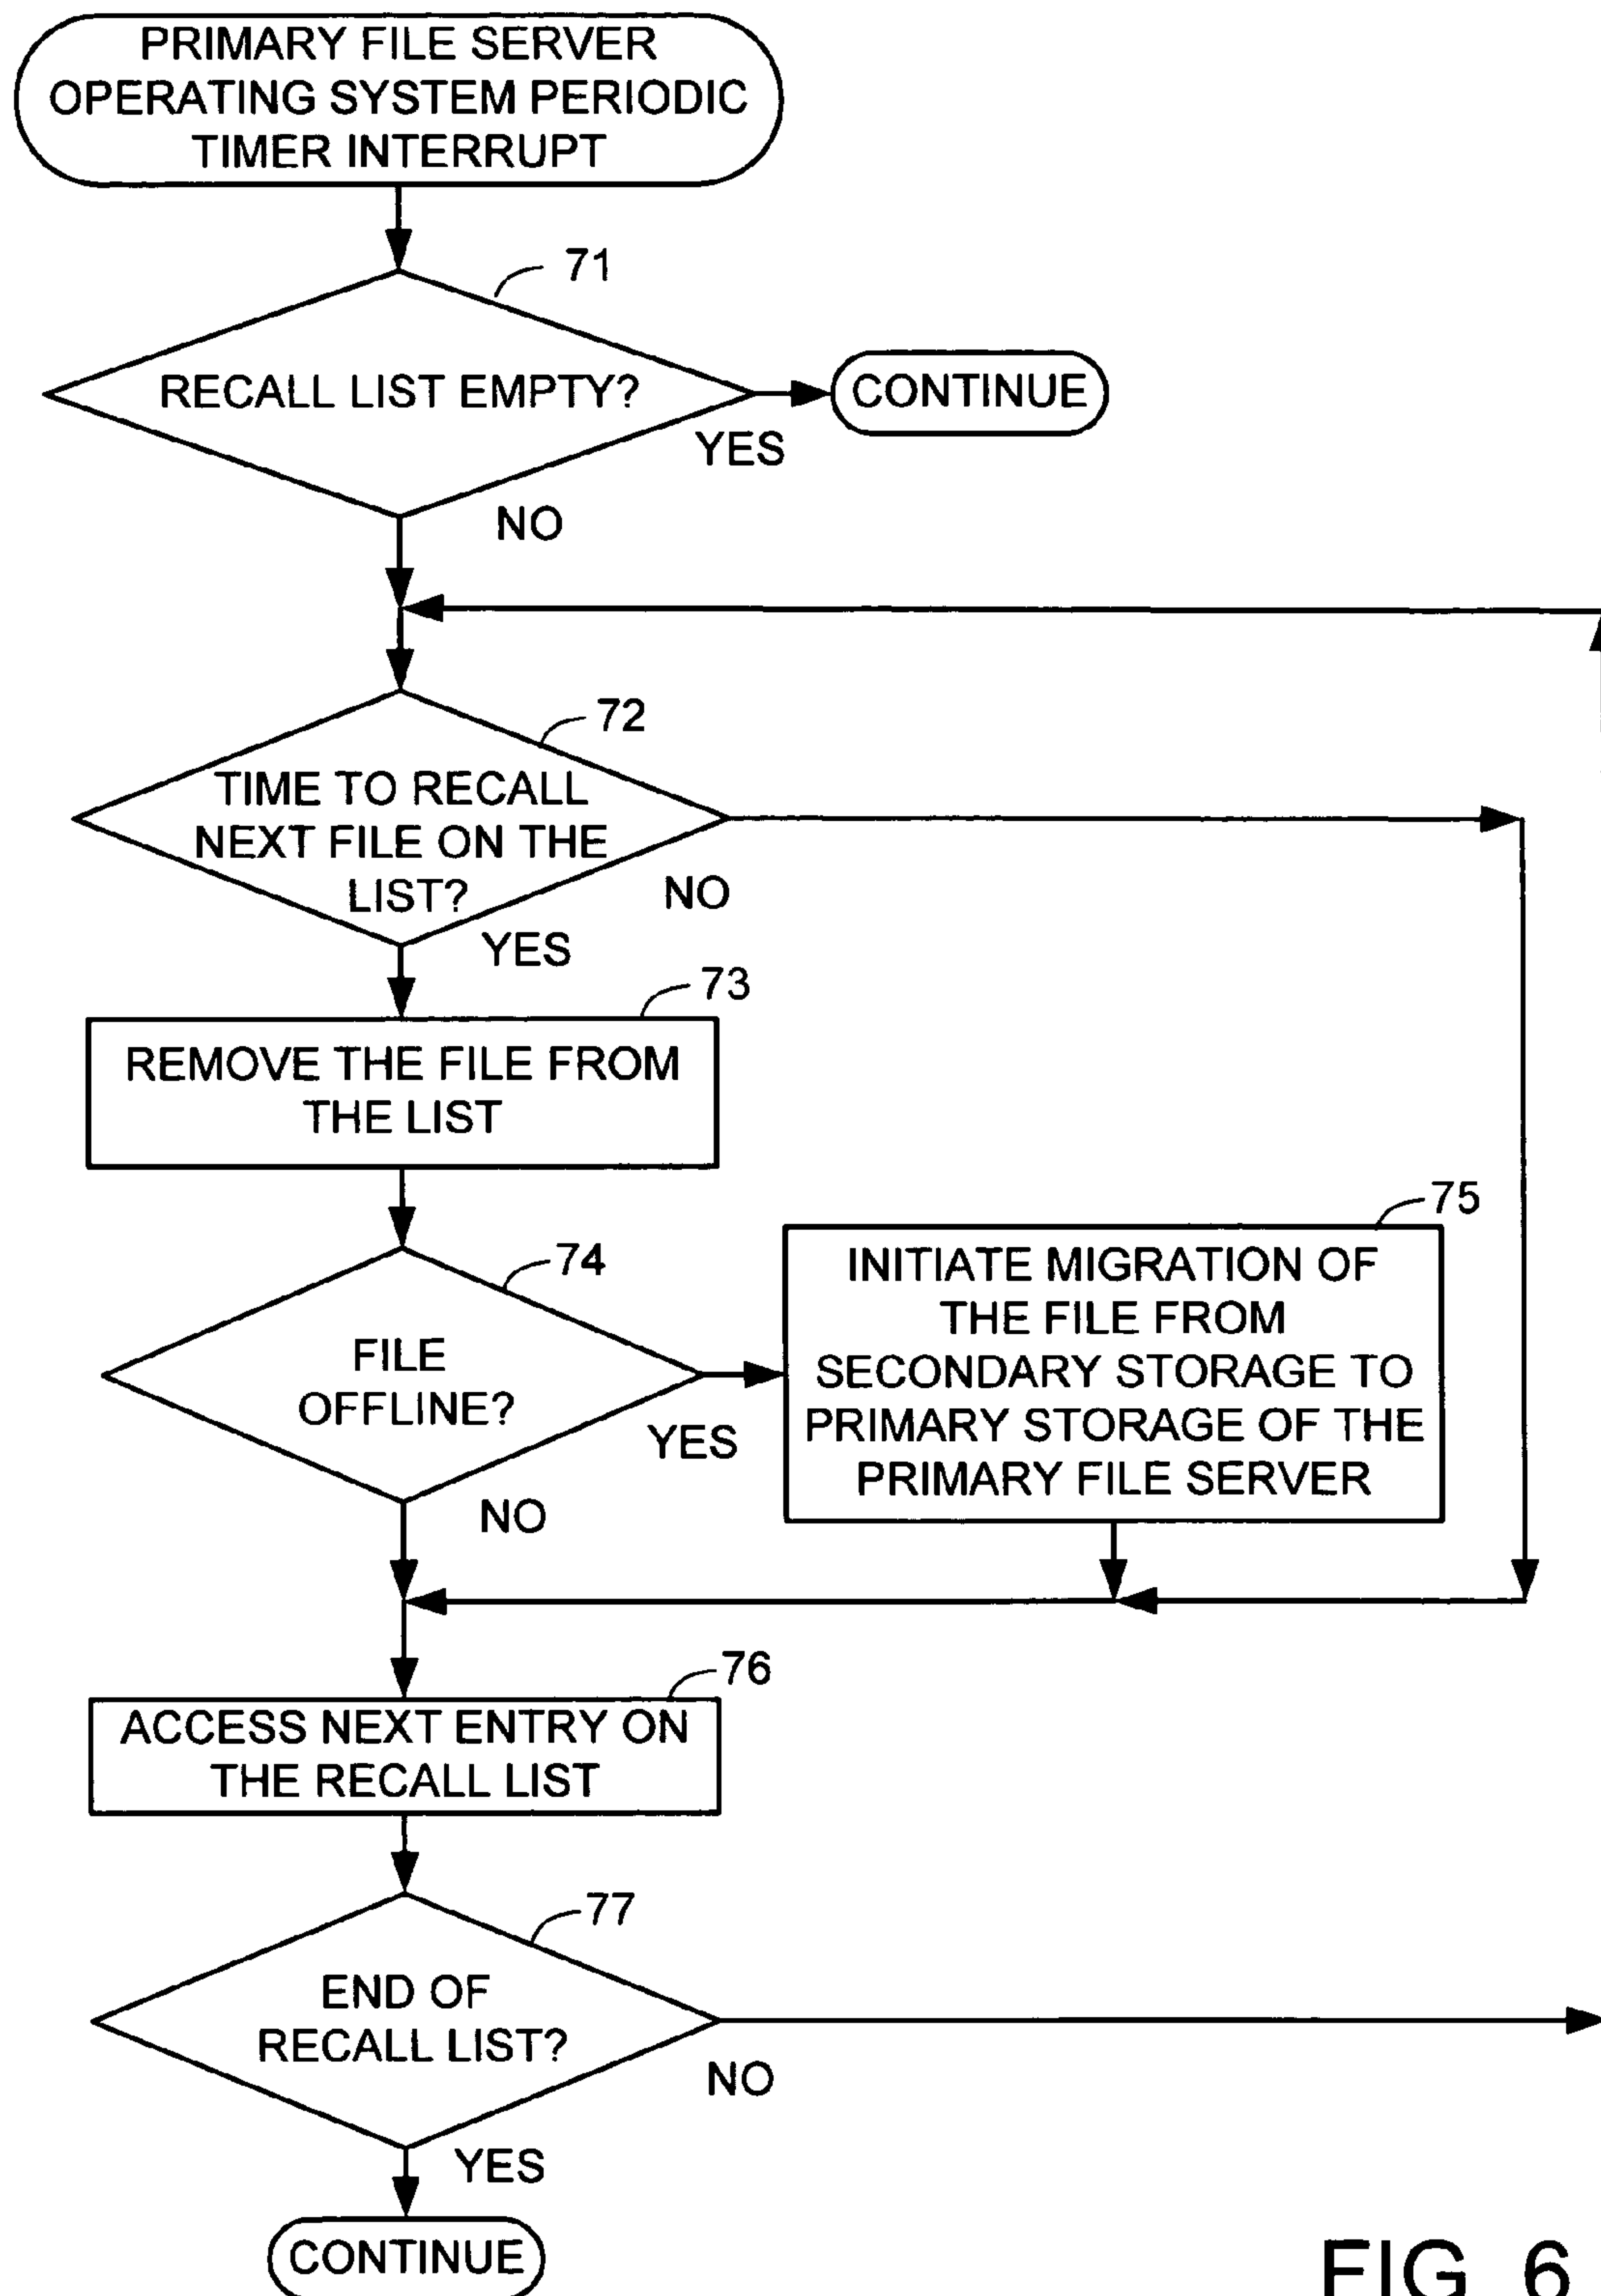 PRIMARY FILE SERVER
OPERATING SYSTEM PERIODIC
TIMER INTERRUPT
71
RECALL LIST EMPTY?
CONTINUE
YES
NO
72
TIME TO RECALL
NEXT FILE ON THE
LIST?
NO
YES
73
REMOVE THE FILE FROM
THE LIST
74
FILE
OFFLINE?
YES
NO
75
INITIATE MIGRATION OF
THE FILE FROM
SECONDARY STORAGE TO
PRIMARY STORAGE OF THE
PRIMARY FILE SERVER
76
ACCESS NEXT ENTRY ON
THE RECALL LIST
77
END OF
RECALL LIST?
NO
YES
CONTINUE
FIG. 6